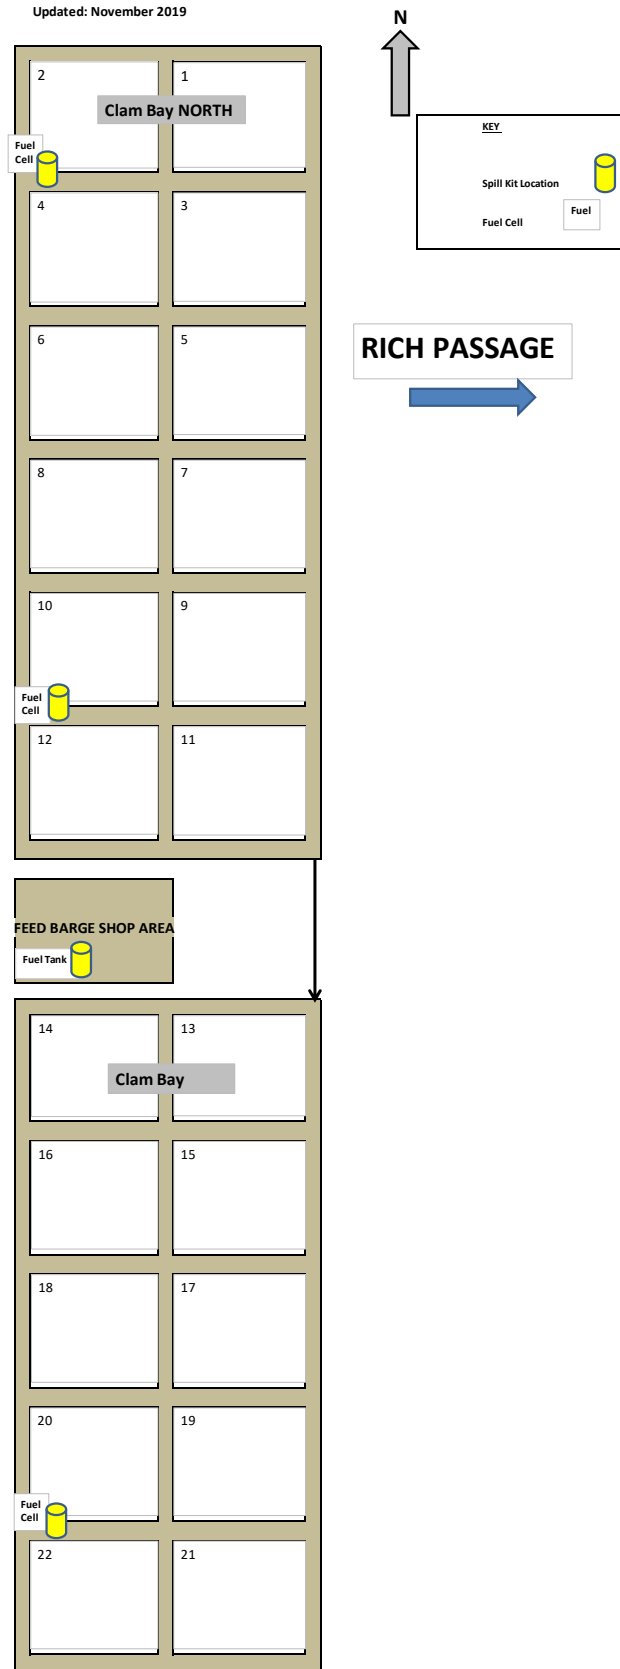 Updated: November 2019
N
2
1
Clam Bay NORTH
Fuel
Cell
KEY
Spill Kit Location
Fuel
Fuel Cell
4
3
RICH PASSAGE
6
5
8
7
10
9
Fuel
Cell
12
11
FEED BARGE SHOP AREA
Fuel Tank
14
13
Clam Bay
16
15
18
17
20
19
Fuel
Cell
22
21